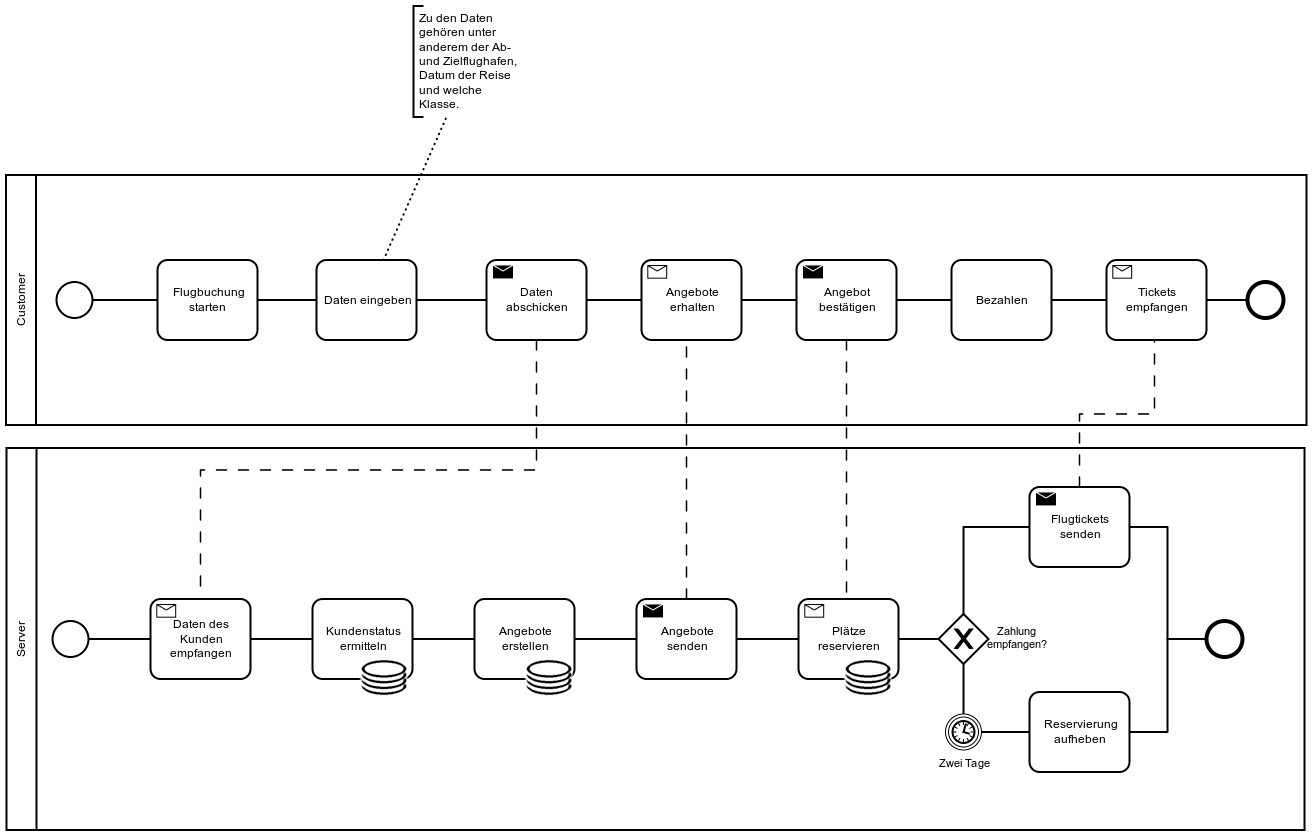 Zu den Daten
gehören unter
anderem der Ab-
und Zielflughafen,
Datum der Reise
und welche
Klasse.
Customer
Flugbuchung
starten
Daten eingeben
Daten
abschicken
Angebote
erhalten
Angebot
bestätigen
Bezahlen
Tickets
empfangen
Server
Daten des
Kunden
empfangen
Kundenstatus
ermitteln
Angebote
erstellen
Angebote
senden
Plätze
reservieren
X
Zahlung
empfangen?
Flugtickets
senden
Zwei Tage
Reservierung
aufheben